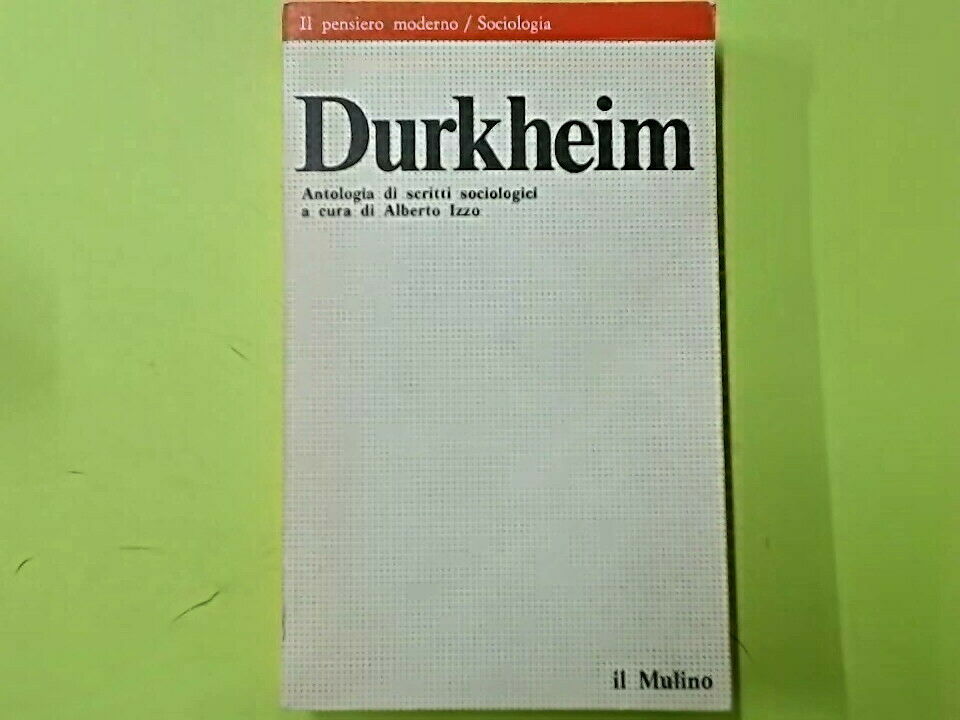 Il pensiero moderno / Sociologia
Durkheim
Antologia di scritti sociologici
a cura di Alberto Izzo
il Mulino